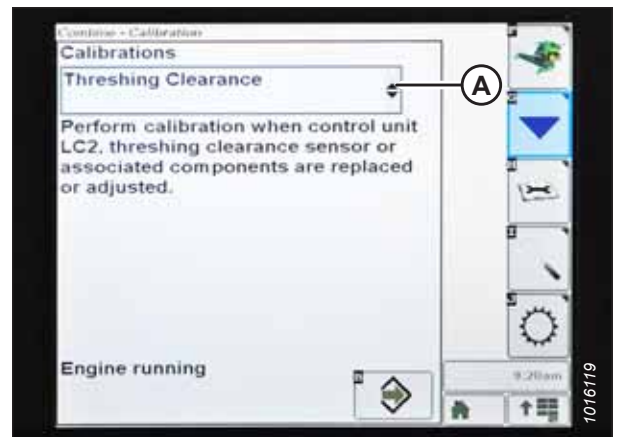 Combine - Calibration
Calibrations
Threshing Clearance
A
Perform calibration when control unit
LC2, threshing clearance sensor or
associated components are replaced
or adjusted.
Engine running
9:20am
1016119